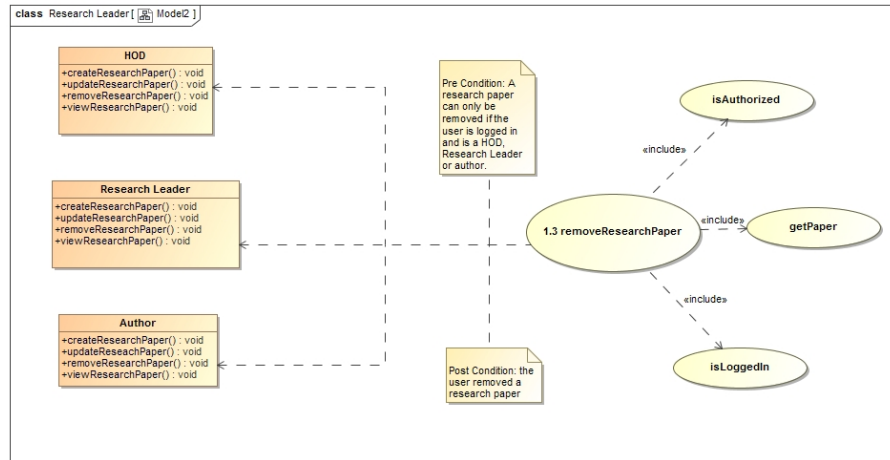 class Research Leader [ Model2 ]
HOD
+createResearchPaper() : void
+updateResearchPaper() : void
+removeResearchPaper() : void
+viewResearchPaper() : void
Research Leader
+createResearchPaper() : void
+updateResearchPaper() : void
+removeResearchPaper() : void
+viewResearchPaper() : void
Author
+createResearchPaper() : void
+updateResearchPaper() : void
+removeResearchPaper() : void
+viewResearchPaper() : void
Pre Condition: A
research paper
can only be
removed if the
user is logged in
and is a HOD,
Research Leader
or author.
Post Condition: the
user removed a
research paper
1.3 removeResearchPaper
«include»
isAuthorized
«include»
getPaper
«include»
isLoggedIn